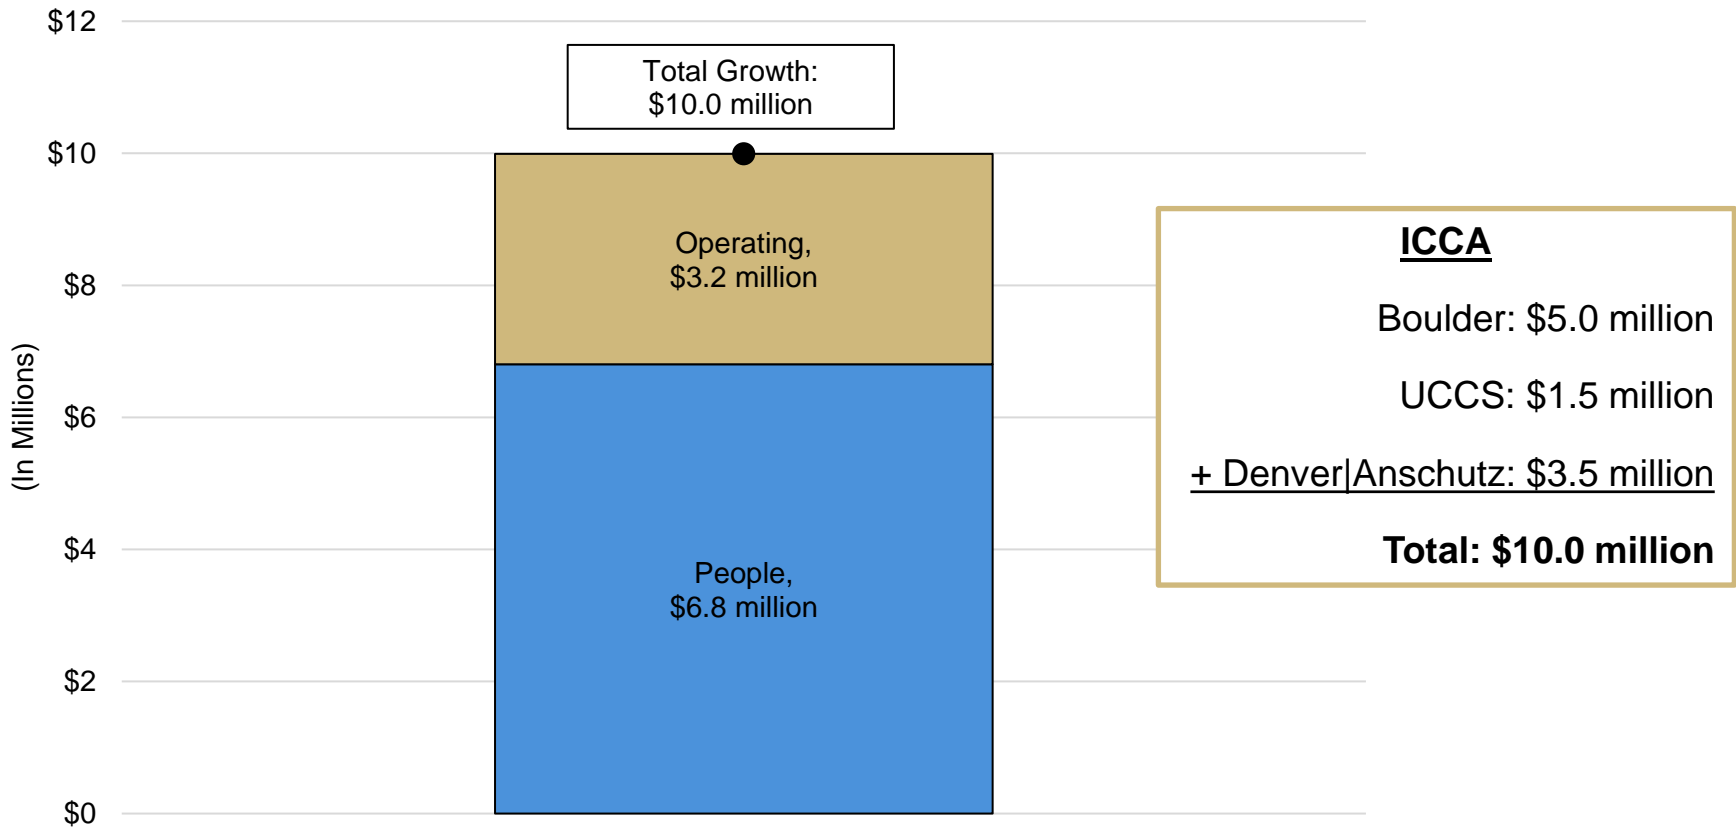 $12
$10
$8
$6
$4
$2
$0
(In Millions)
Total Growth:
$10.0 million
Operating,
$3.2 million
People,
$6.8 million
ICCA
Boulder: $5.0 million
UCCS: $1.5 million
+ Denver|Anschutz: $3.5 million
Total: $10.0 million